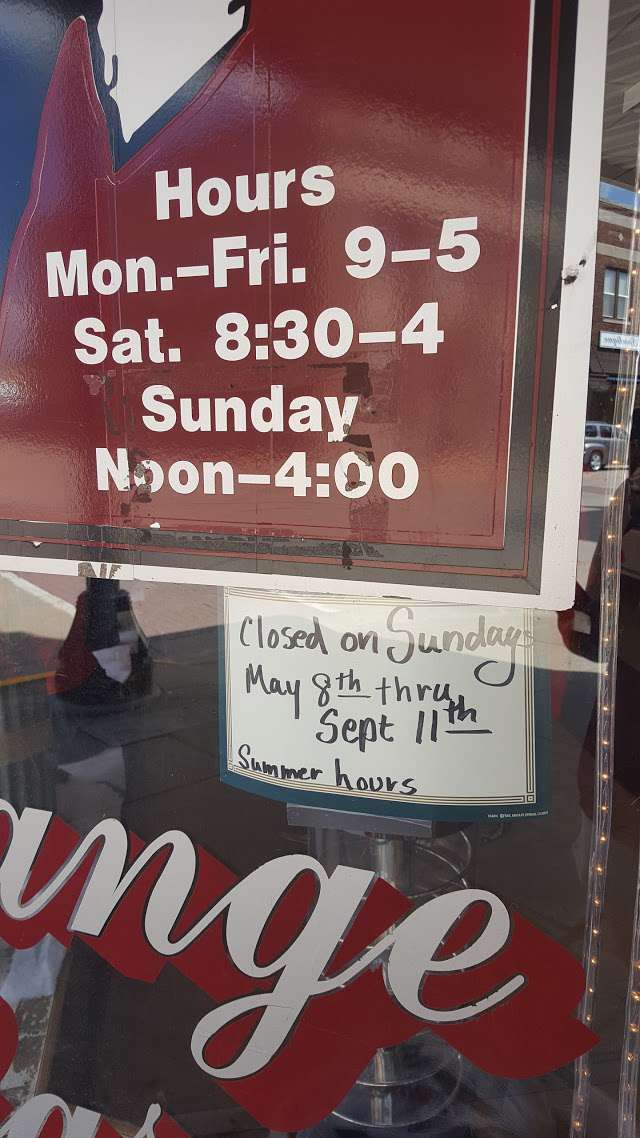 Hours
Mon.–Fri. 9–5
Sat. 8:30–4
Sunday
Noon–4:00
Closed on Sundays
May 8th thru
Sept 11th
Summer hours
ange